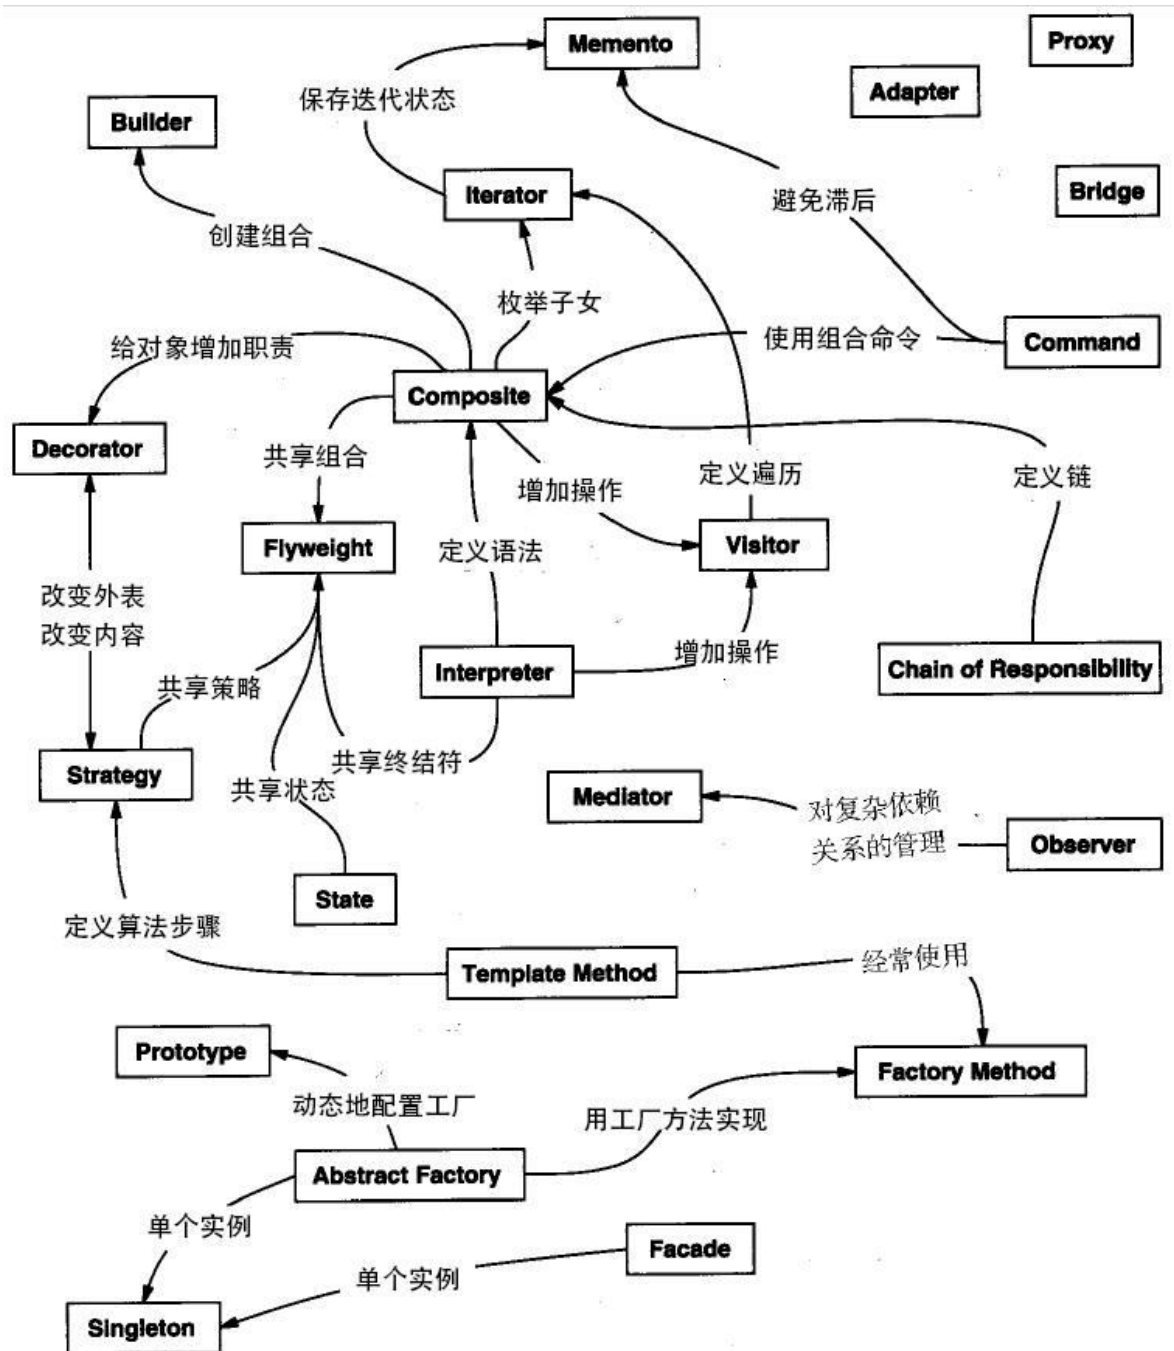 Memento
Proxy
Adapter
保存迭代状态
Builder
Iterator
避免滞后
Bridge
创建组合
枚举子女
给对象增加职责
使用组合命令
Command
Composite
Decorator
共享组合
增加操作
定义遍历
定义链
Flyweight
定义语法
Visitor
改变外表
改变内容
共享策略
Interpreter
增加操作
Chain of Responsibility
Strategy
共享状态
共享终结符
Mediator
对复杂依赖
关系的管理
Observer
State
定义算法步骤
Template Method
经常使用
Prototype
Factory Method
动态地配置工厂
用工厂方法实现
Abstract Factory
单个实例
Facade
单个实例
Singleton